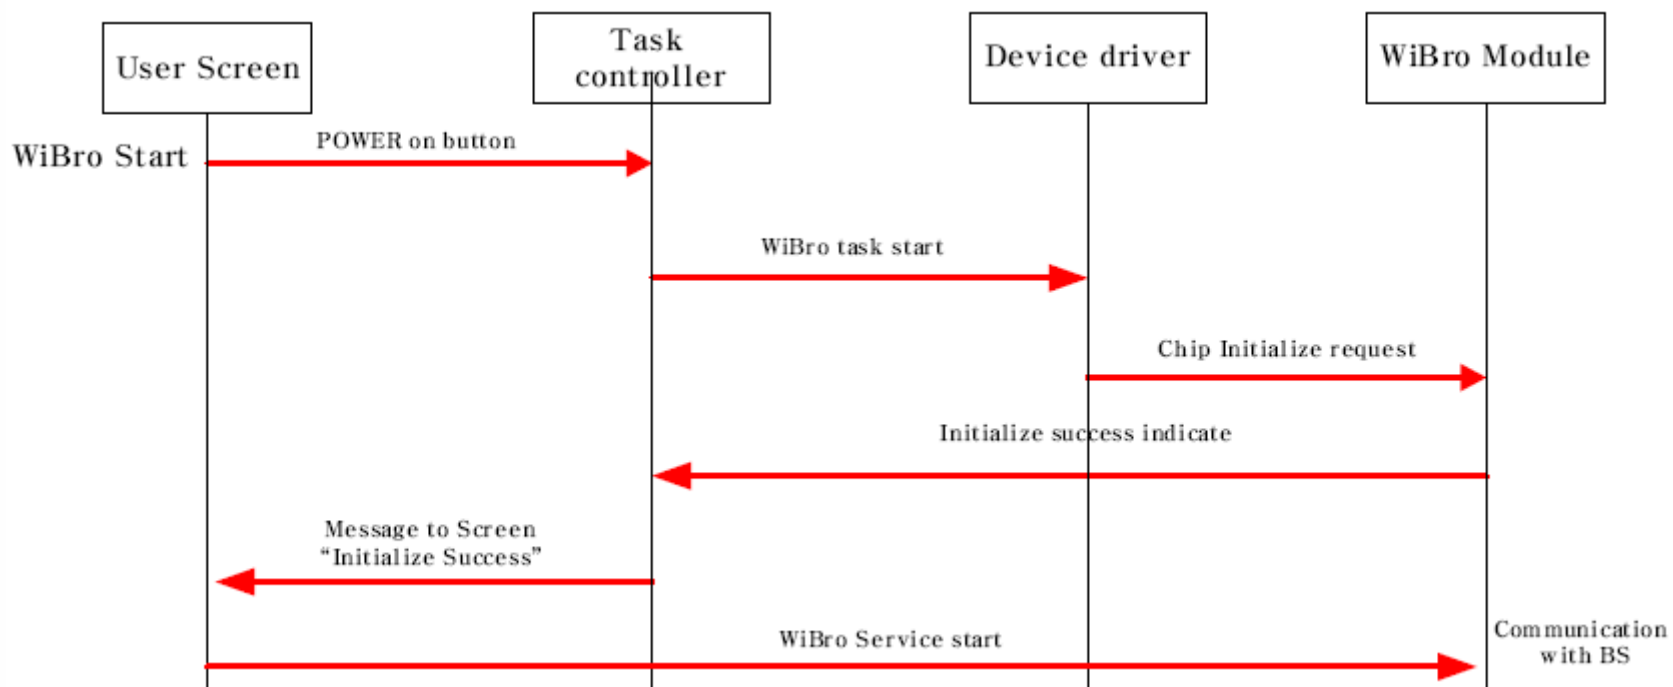 User Screen
Task
controller
Device driver
WiBro Module
WiBro Start
POWER on button
WiBro task start
Chip Initialize request
Initialize success indicate
Message to Screen
“Initialize Success”
WiBro Service start
Communication
with BS